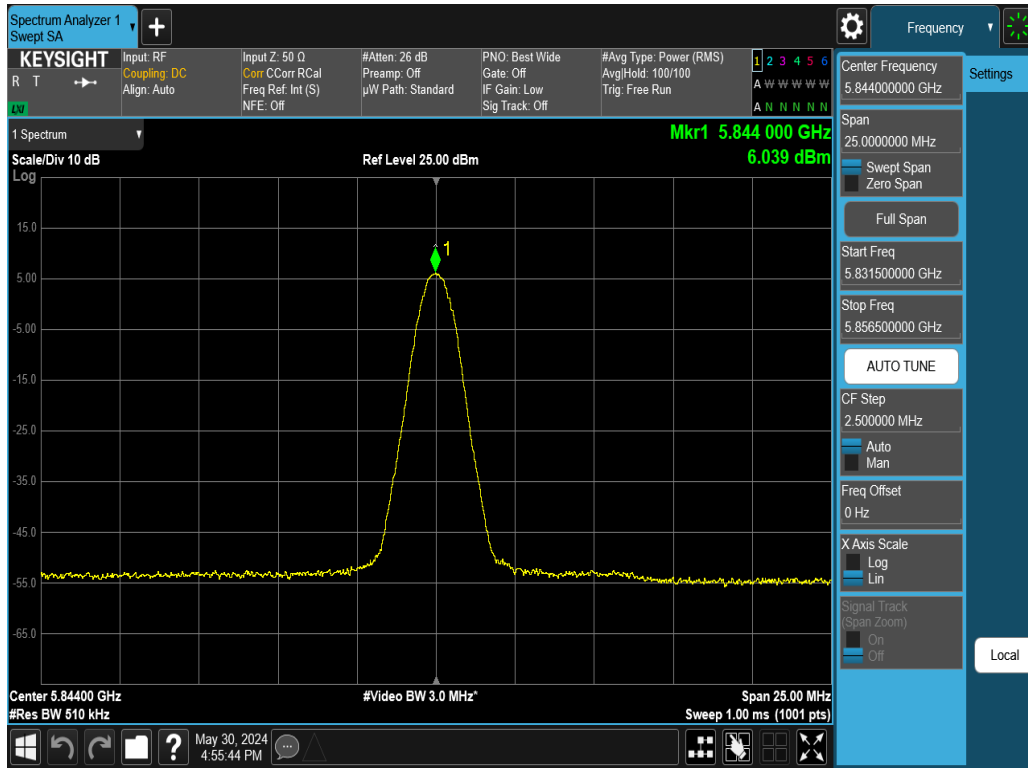 Spectrum Analyzer 1
Swept SA
+
Frequency
KEYSIGHT
R T
LXI
Input: RF
Coupling: DC
Align: Auto
Input Z: 50 Ω
Corr CCorr RCal
Freq Ref: Int (S)
NFE: Off
#Atten: 26 dB
Preamp: Off
µW Path: Standard
PNO: Best Wide
Gate: Off
IF Gain: Low
Sig Track: Off
#Avg Type: Power (RMS)
Avg|Hold: 100/100
Trig: Free Run
1 2 3 4 5 6
A W W W W W
A N N N N N
1 Spectrum
Scale/Div 10 dB
Log
Ref Level 25.00 dBm
Mkr1 5.844 000 GHz
6.039 dBm
1
15.0
5.00
-5.00
-15.0
-25.0
-35.0
-45.0
-55.0
-65.0
Center 5.84400 GHz
#Res BW 510 kHz
#Video BW 3.0 MHz*
Span 25.00 MHz
Sweep 1.00 ms (1001 pts)
Center Frequency
5.844000000 GHz
Settings
Span
25.0000000 MHz
Swept Span
Zero Span
Full Span
Start Freq
5.831500000 GHz
Stop Freq
5.856500000 GHz
AUTO TUNE
CF Step
2.500000 MHz
Auto
Man
Freq Offset
0 Hz
X Axis Scale
Log
Lin
Signal Track
(Span Zoom)
On
Off
Local
?
May 30, 2024
4:55:44 PM